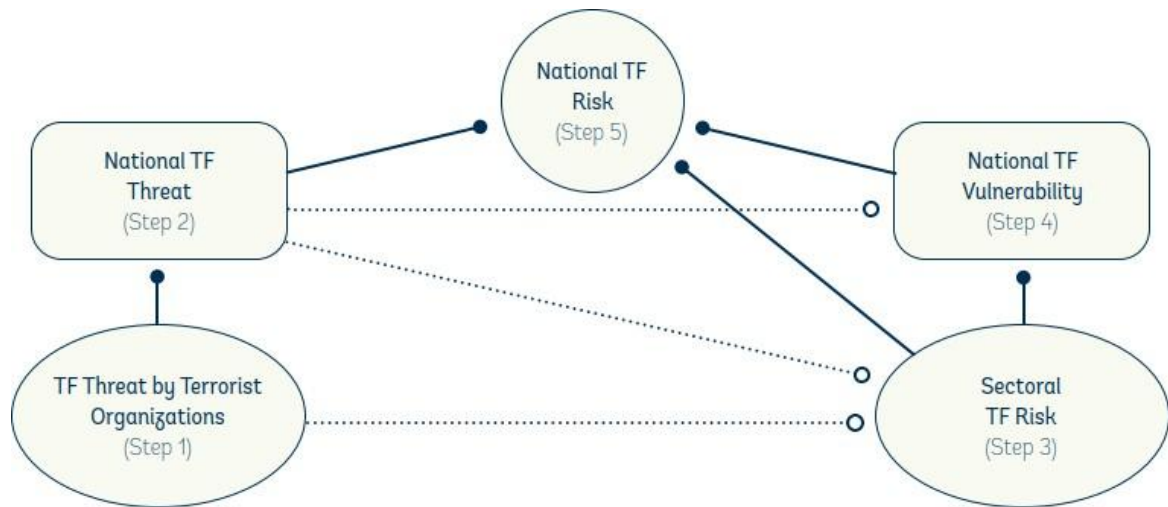 National TF
Risk
(Step 5)
National TF
Threat
(Step 2)
National TF
Vulnerability
(Step 4)
TF Threat by Terrorist
Organizations
(Step 1)
Sectoral
TF Risk
(Step 3)